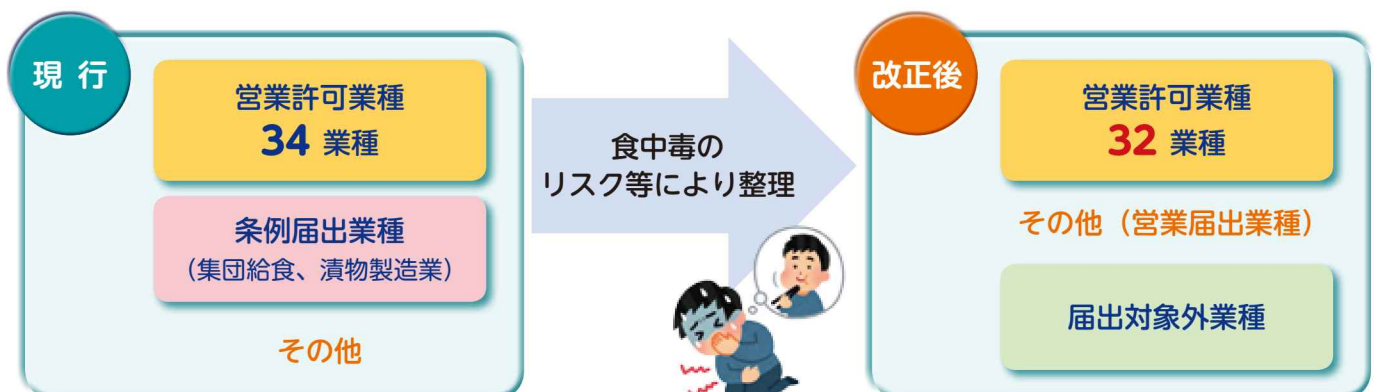 現行
営業許可業種
34 業種
条例届出業種
（集団給食、漬物製造業）
その他
食中毒の
リスク等により整理
改正後
営業許可業種
32 業種
その他（営業届出業種）
届出対象外業種